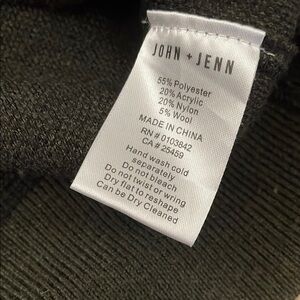 JOHN + JENN
55% Polyester
20% Acrylic
20% Nylon
5% Wool
MADE IN CHINA
RN # 0103842
CA # 25459
Hand wash cold
separately
Do not bleach
Do not twist or wring
Dry flat to reshape
Can be Dry Cleaned